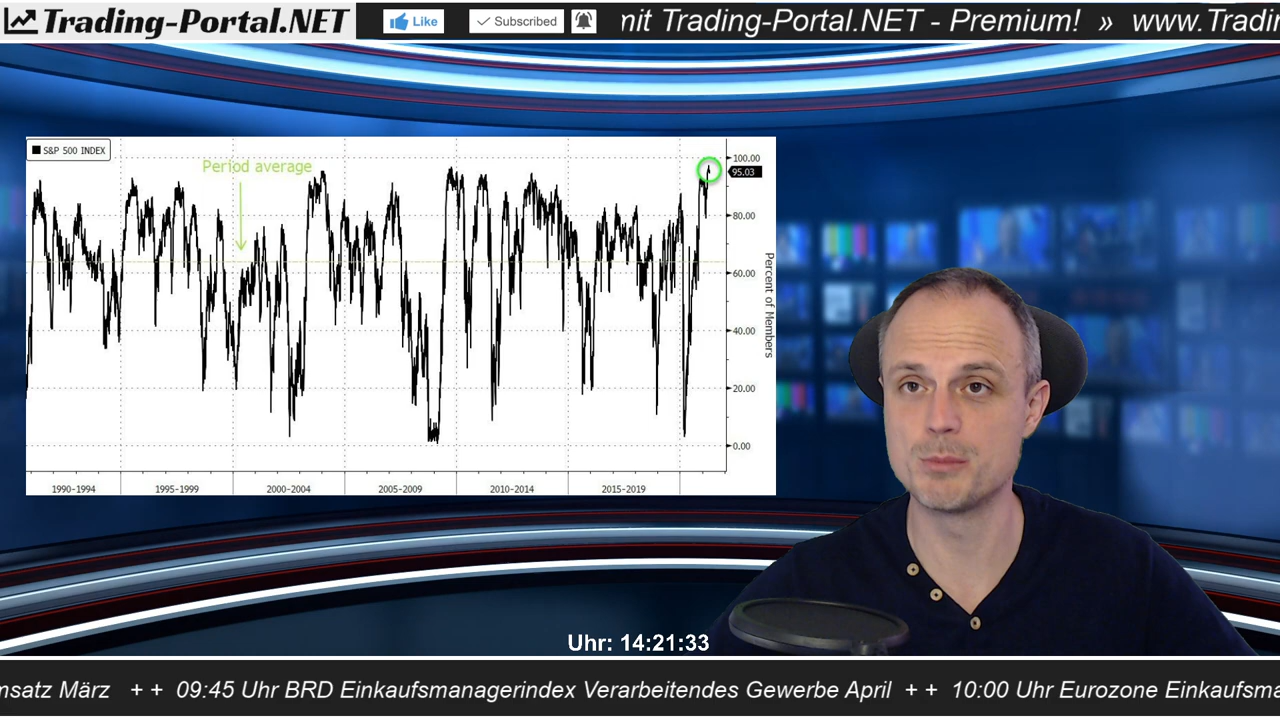 Trading-Portal.NET
Like
Subscribed
mit Trading-Portal.NET - Premium! » www.Tradin
S&P 500 INDEX
Period average
100.00
95.03
80.00
60.00
40.00
20.00
0.00
Percent of Members
1990-1994 1995-1999 2000-2004 2005-2009 2010-2014 2015-2019
Uhr: 14:21:33
msatz März ++ 09:45 Uhr BRD Einkaufsmanagerindex Verarbeitendes Gewerbe April ++ 10:00 Uhr Eurozone Einkaufsma